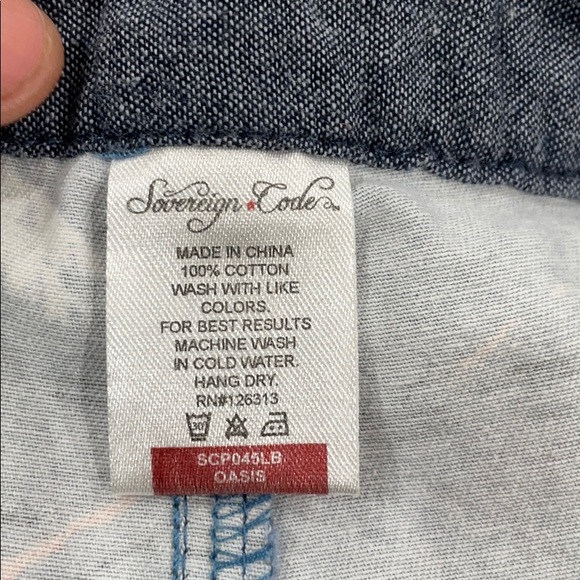 Sovereign Code
MADE IN CHINA
100% COTTON
WASH WITH LIKE
COLORS.
FOR BEST RESULTS
MACHINE WASH
IN COLD WATER.
HANG DRY.
RN#126313
30
SCP045LB
OASIS